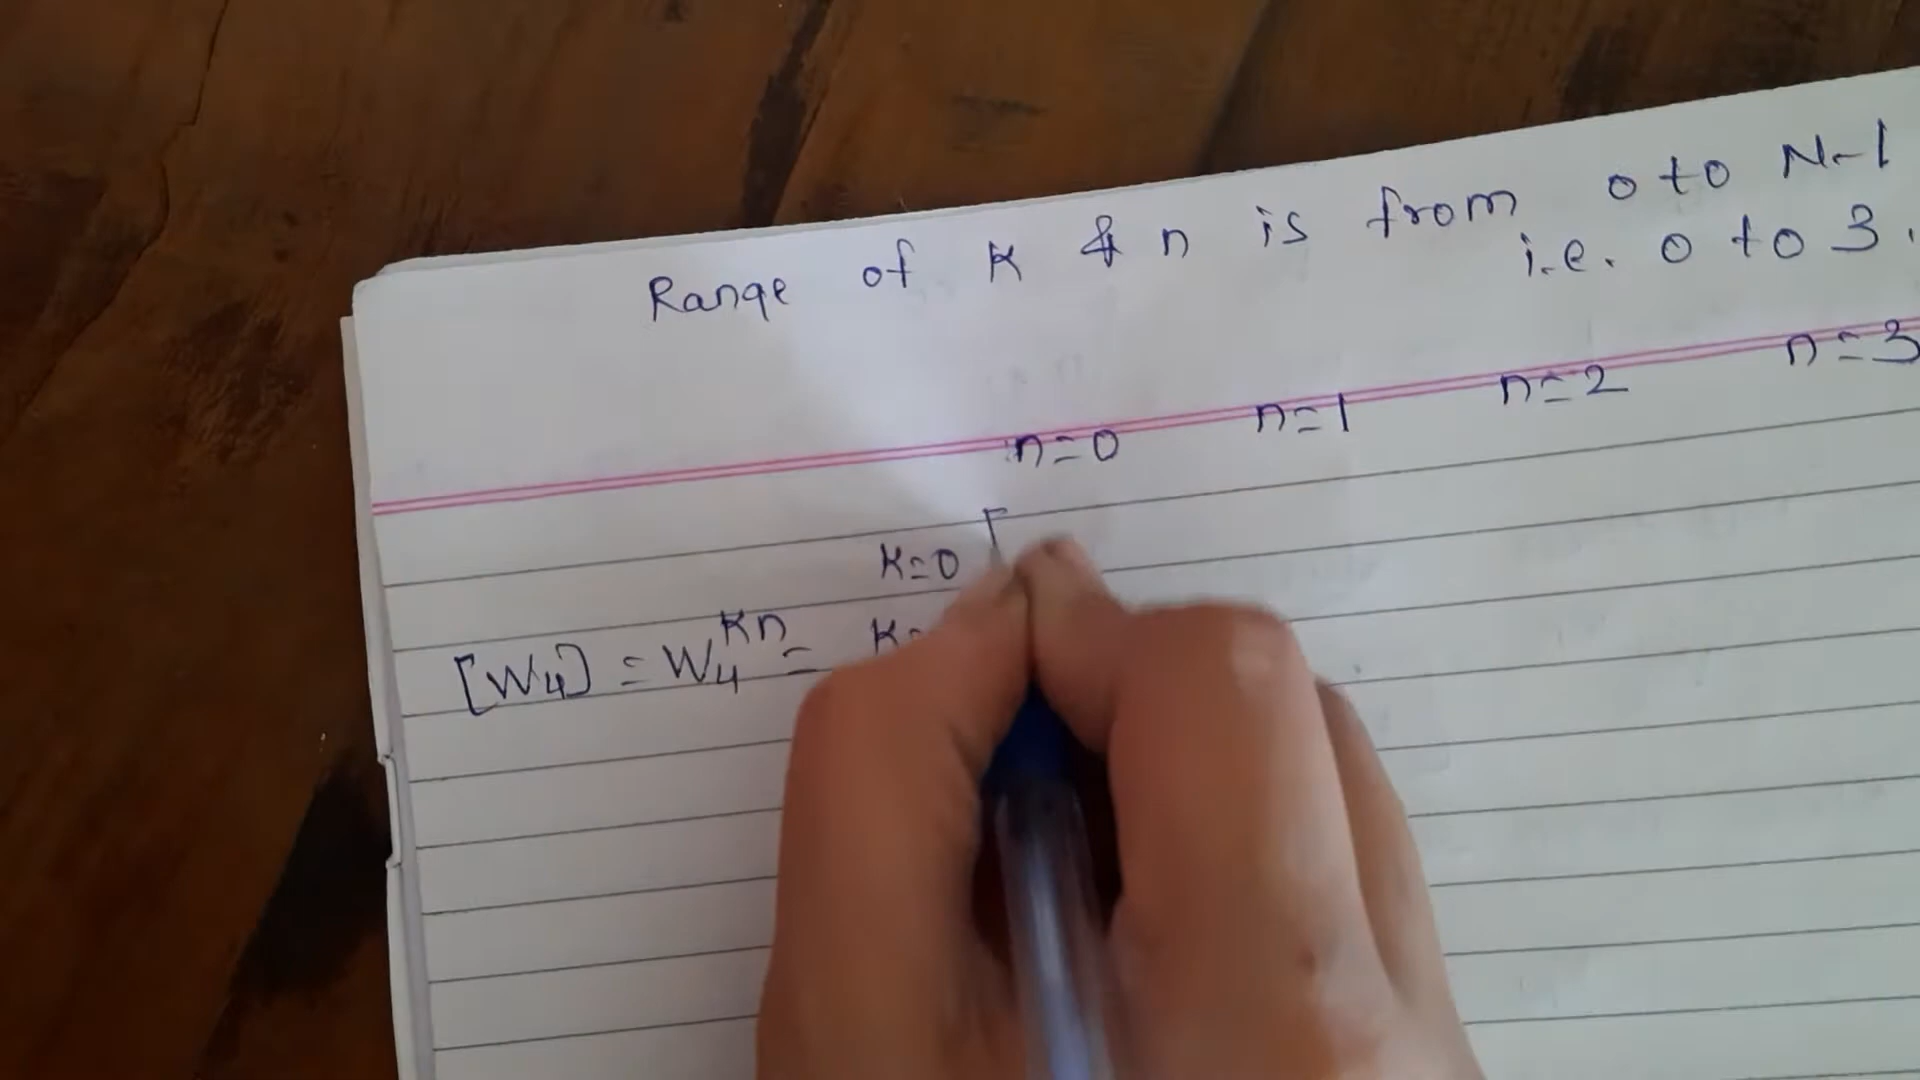 Range of K & n is from 0 to N-1
i.e. 0 to 3.
n=0 n=1 n=2 n=3
K=0
[W4] = W4^Kn = K=